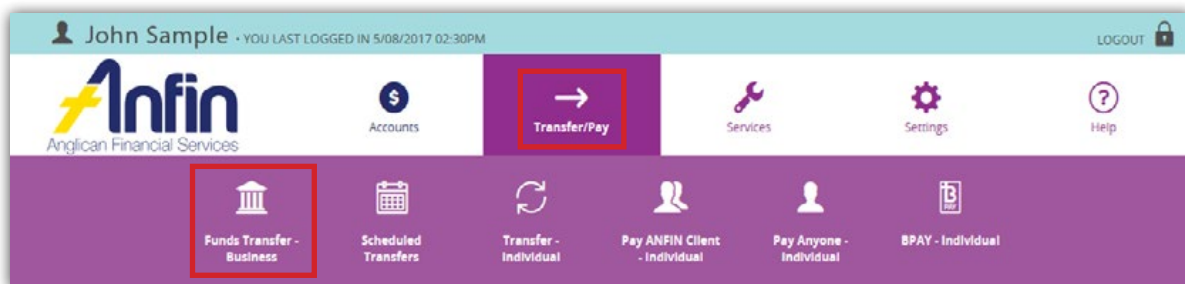 John Sample • YOU LAST LOGGED IN 5/08/2017 02:30PM
LOGOUT
Anfin
Anglican Financial Services
$
Accounts
Transfer/Pay
Services
Settings
?
Help
Funds Transfer -
Business
Scheduled
Transfers
Transfer -
Individual
Pay ANFIN Client
- Individual
Pay Anyone -
Individual
B
PAY
BPAY - Individual